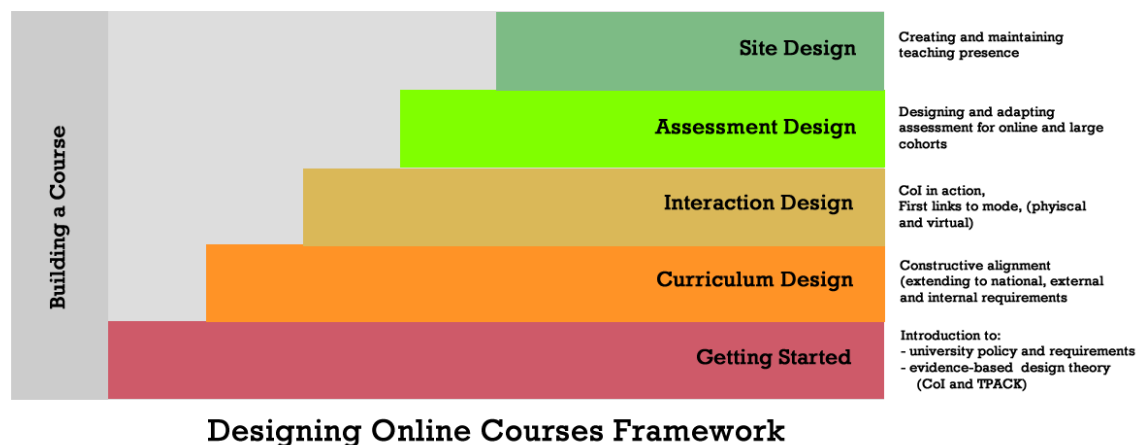 Building a Course
Site Design
Creating and maintaining
teaching presence
Assessment Design
Designing and adapting
assessment for online and large
cohorts
Interaction Design
CoI in action,
First links to mode, (phyiscal
and virtual)
Curriculum Design
Constructive alignment
(extending to national, external
and internal requirements
Getting Started
Introduction to:
- university policy and requirements
- evidence-based design theory
(CoI and TPACK)
Designing Online Courses Framework